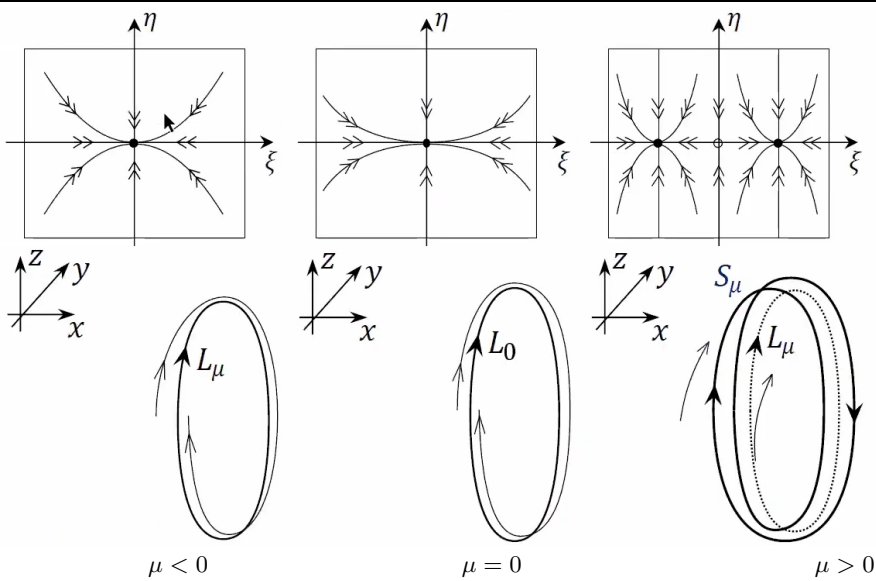 η η η
ξ ξ ξ
z y x z y x z y x
L_μ L_0 S_μ L_μ
μ < 0 μ = 0 μ > 0